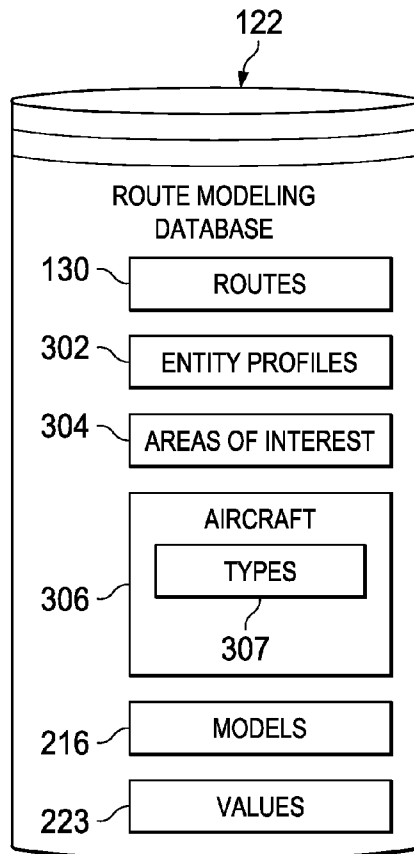 122
ROUTE MODELING
DATABASE
130
ROUTES
302
ENTITY PROFILES
304
AREAS OF INTEREST
AIRCRAFT
TYPES
306
307
216
MODELS
223
VALUES